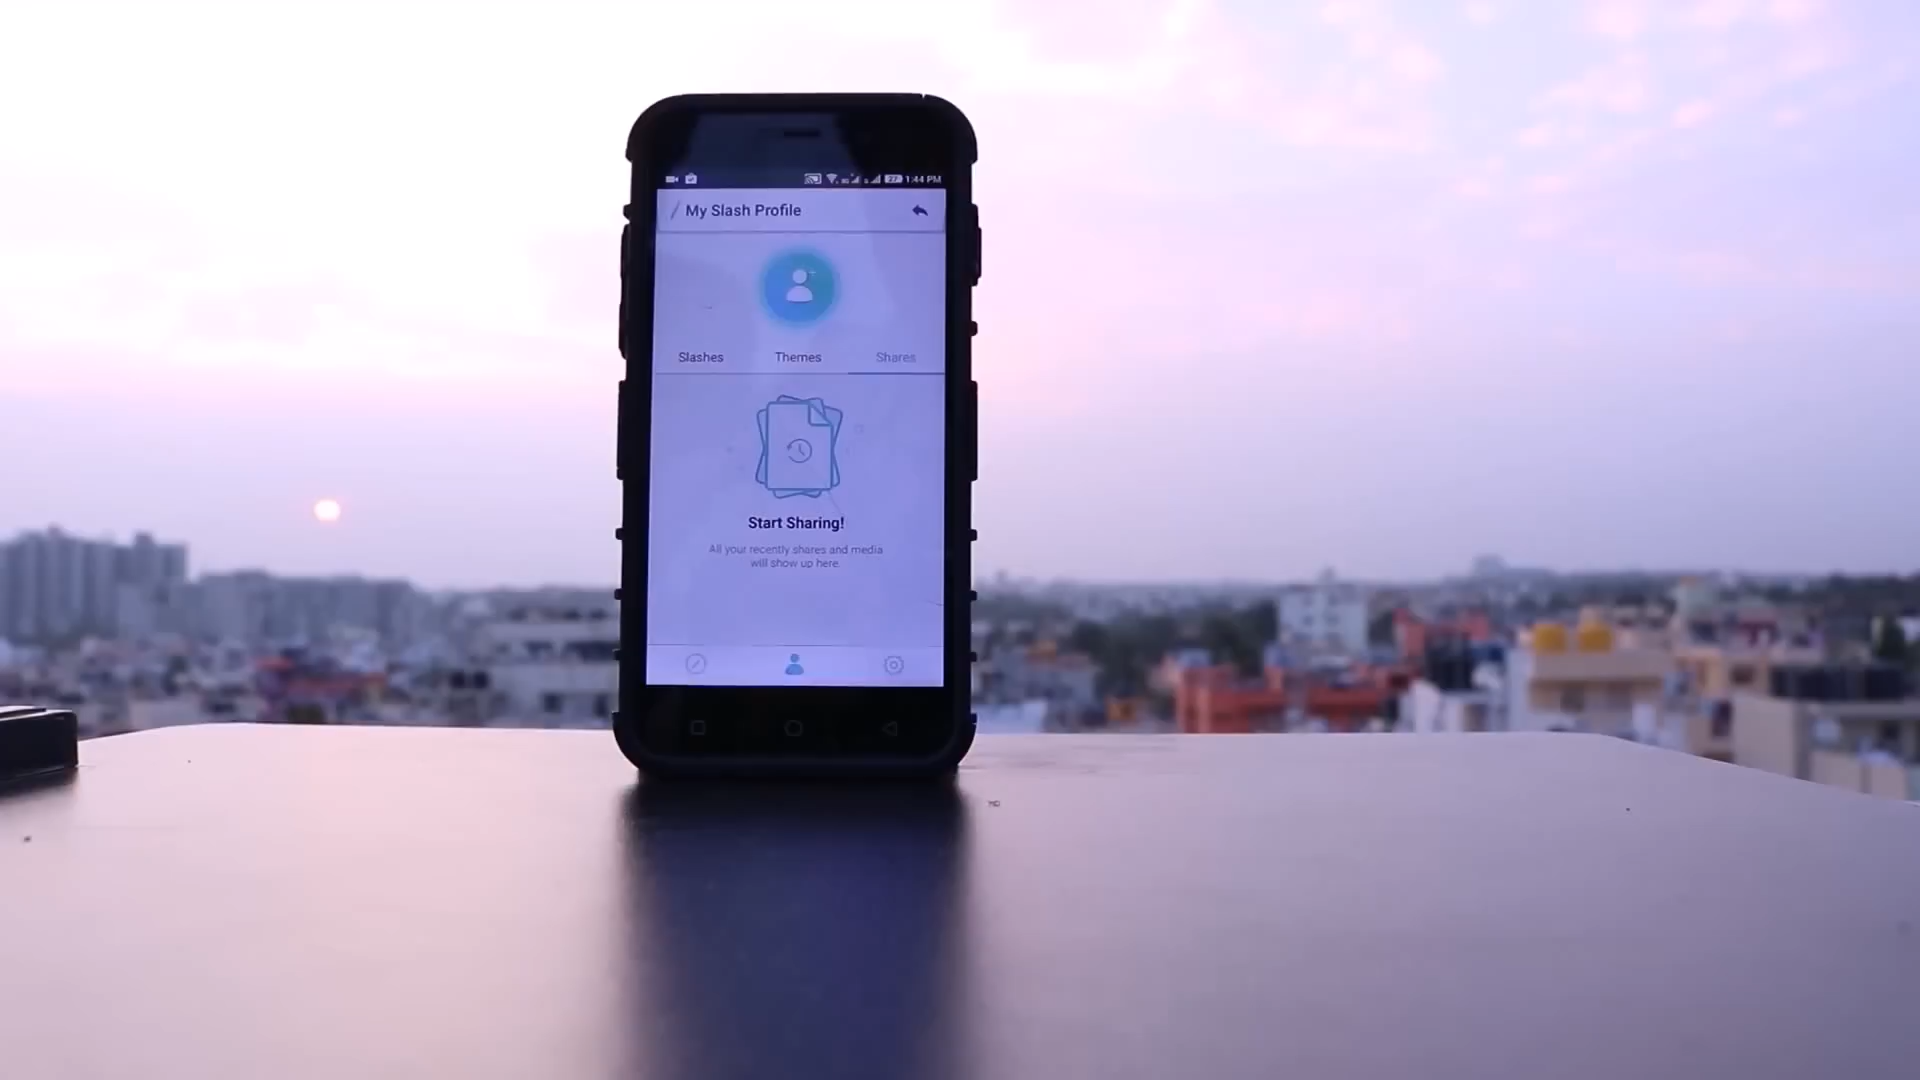 27 1:44 PM
/ My Slash Profile
Slashes Themes Shares
Start Sharing!
All your recently shares and media
will show up here.